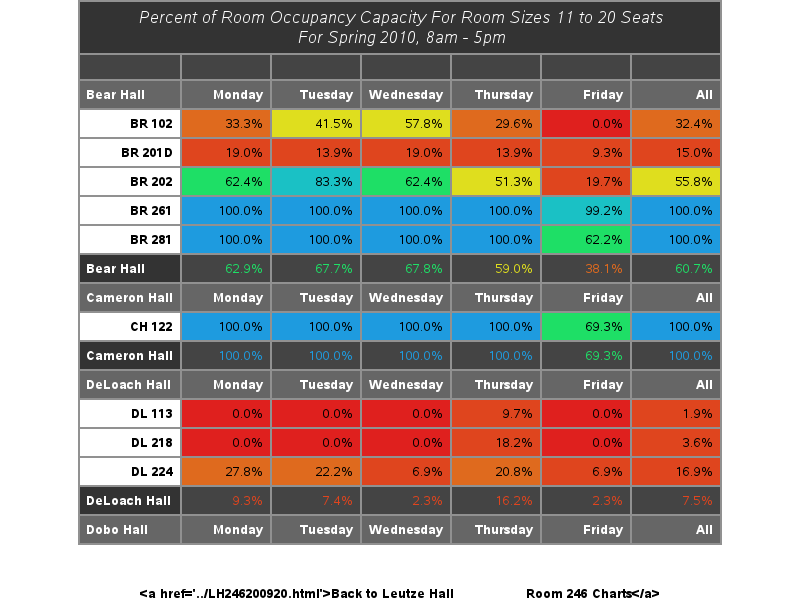 Percent of Room Occupancy Capacity For Room Sizes 11 to 20 Seats
For Spring 2010, 8am - 5pm
Bear Hall Monday Tuesday Wednesday Thursday Friday All
BR 102 33.3% 41.5% 57.8% 29.6% 0.0% 32.4%
BR 201D 19.0% 13.9% 19.0% 13.9% 9.3% 15.0%
BR 202 62.4% 83.3% 62.4% 51.3% 19.7% 55.8%
BR 261 100.0% 100.0% 100.0% 100.0% 99.2% 100.0%
BR 281 100.0% 100.0% 100.0% 100.0% 62.2% 100.0%
Bear Hall 62.9% 67.7% 67.8% 59.0% 38.1% 60.7%
Cameron Hall Monday Tuesday Wednesday Thursday Friday All
CH 122 100.0% 100.0% 100.0% 100.0% 69.3% 100.0%
Cameron Hall 100.0% 100.0% 100.0% 100.0% 69.3% 100.0%
DeLoach Hall Monday Tuesday Wednesday Thursday Friday All
DL 113 0.0% 0.0% 0.0% 9.7% 0.0% 1.9%
DL 218 0.0% 0.0% 0.0% 18.2% 0.0% 3.6%
DL 224 27.8% 22.2% 6.9% 20.8% 6.9% 16.9%
DeLoach Hall 9.3% 7.4% 2.3% 16.2% 2.3% 7.5%
Dobo Hall Monday Tuesday Wednesday Thursday Friday All
<a href='../LH246200920.html'>Back to Leutze Hall Room 246 Charts</a>